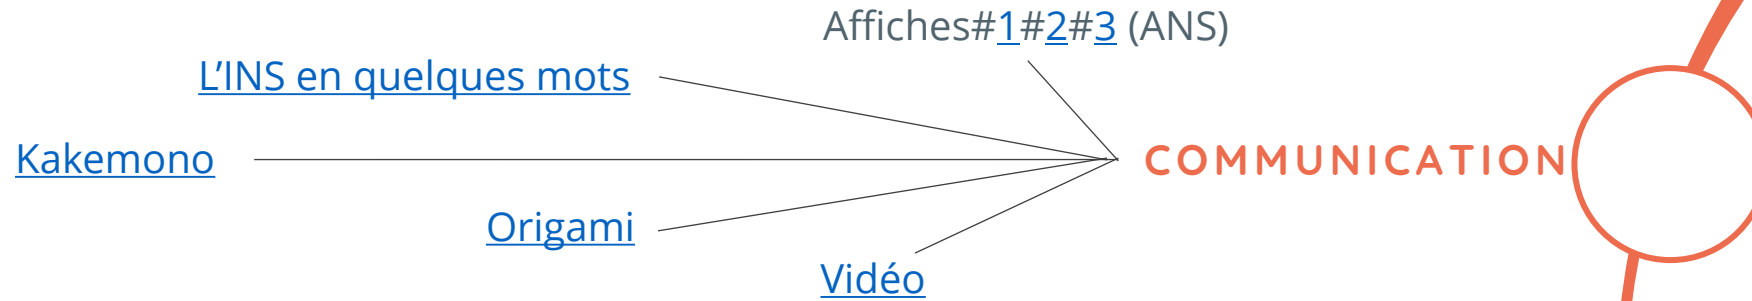 Affiches#1#2#3 (ANS)
L’INS en quelques mots
Kakemono
COMMUNICATION
Origami
Vidéo